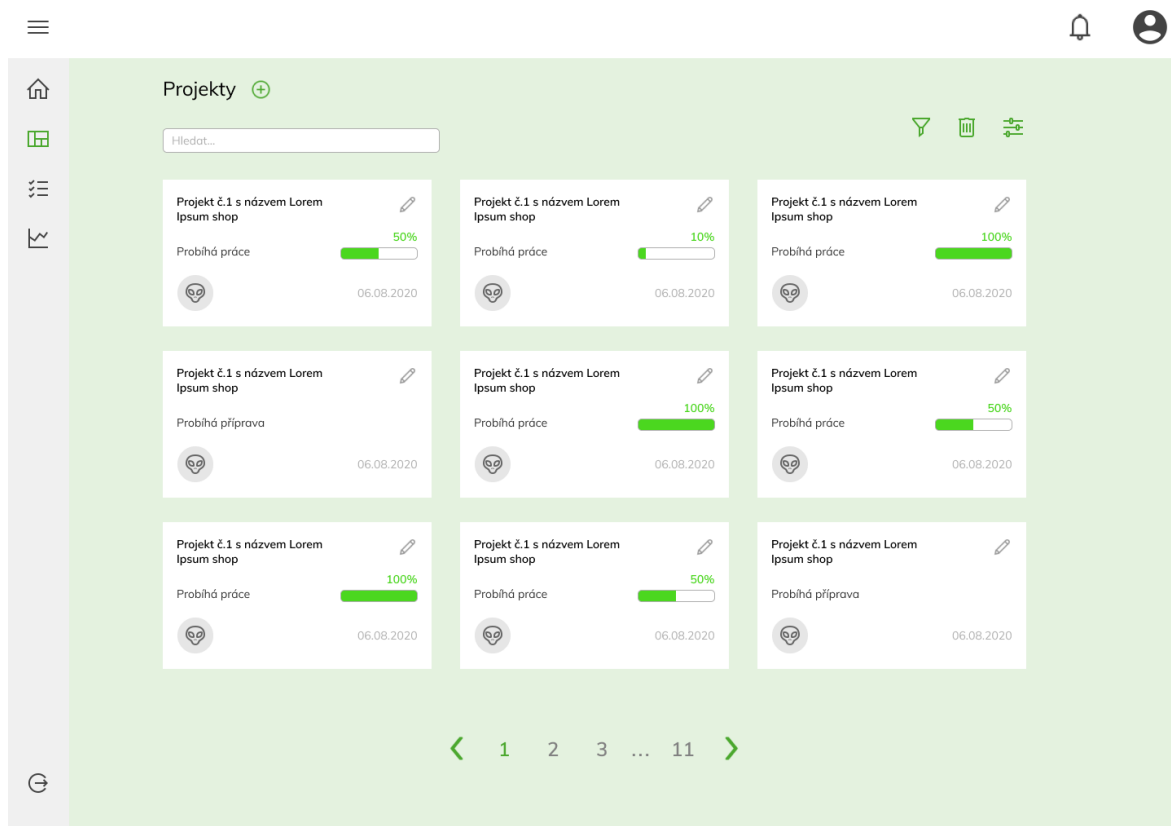 Projekty
Hledat...
Projekt č.1 s názvem Lorem
Ipsum shop
50%
Probíhá práce
06.08.2020
Projekt č.1 s názvem Lorem
Ipsum shop
10%
Probíhá práce
06.08.2020
Projekt č.1 s názvem Lorem
Ipsum shop
100%
Probíhá práce
06.08.2020
Projekt č.1 s názvem Lorem
Ipsum shop
Probíhá příprava
06.08.2020
Projekt č.1 s názvem Lorem
Ipsum shop
100%
Probíhá práce
06.08.2020
Projekt č.1 s názvem Lorem
Ipsum shop
50%
Probíhá práce
06.08.2020
Projekt č.1 s názvem Lorem
Ipsum shop
100%
Probíhá práce
06.08.2020
Projekt č.1 s názvem Lorem
Ipsum shop
50%
Probíhá práce
06.08.2020
Projekt č.1 s názvem Lorem
Ipsum shop
Probíhá příprava
06.08.2020
1 2 3 ... 11